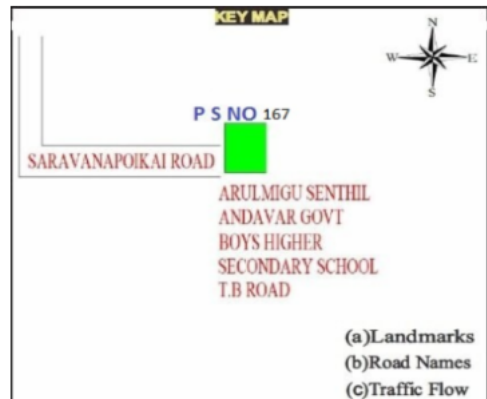 KEY MAP
N
W E
S
P S NO 167
SARAVANAPOIKAI ROAD
ARULMIGU SENTHIL
ANDAVAR GOVT
BOYS HIGHER
SECONDARY SCHOOL
T.B ROAD
(a)Landmarks
(b)Road Names
(c)Traffic Flow